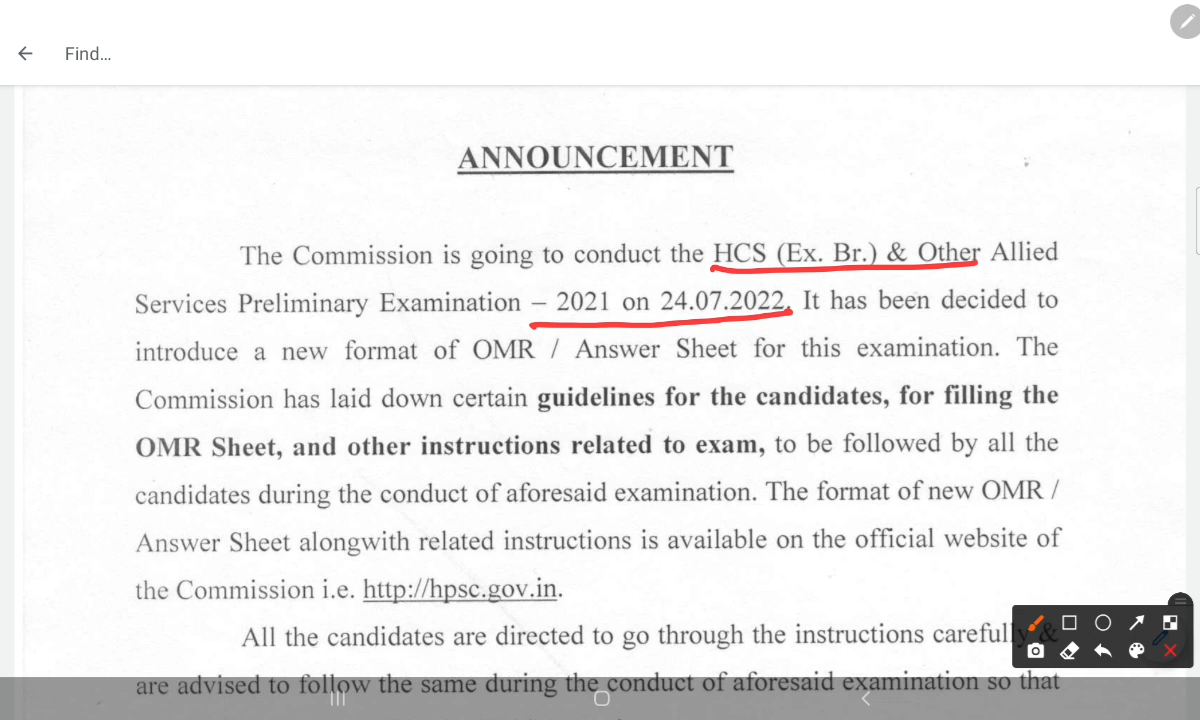 Find...
ANNOUNCEMENT
The Commission is going to conduct the HCS (Ex. Br.) & Other Allied
Services Preliminary Examination – 2021 on 24.07.2022. It has been decided to
introduce a new format of OMR / Answer Sheet for this examination. The
Commission has laid down certain guidelines for the candidates, for filling the
OMR Sheet, and other instructions related to exam, to be followed by all the
candidates during the conduct of aforesaid examination. The format of new OMR /
Answer Sheet alongwith related instructions is available on the official website of
the Commission i.e. http://hpsc.gov.in.
All the candidates are directed to go through the instructions carefully &
are advised to follow the same during the conduct of aforesaid examination so that